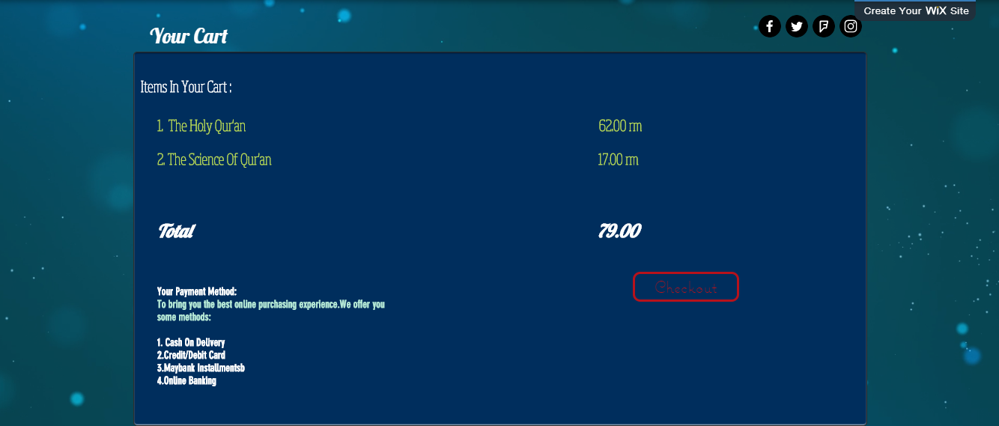 Create Your WiX Site
Your Cart
Items In Your Cart :
1. The Holy Qur'an 62.00 rm
2. The Science Of Qur'an 17.00 rm
Total 79.00
Checkout
Your Payment Method:
To bring you the best online purchasing experience.We offer you
some methods:
1. Cash On Delivery
2.Credit/Debit Card
3.Maybank Installmentsb
4.Online Banking